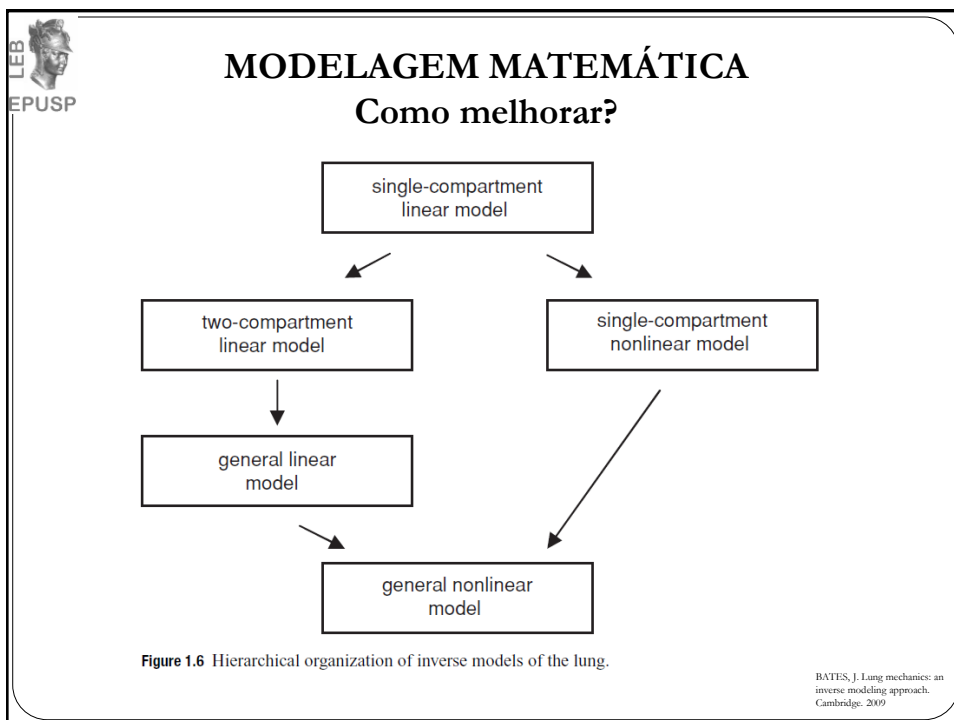 LEB
EPUSP
MODELAGEM MATEMÁTICA
Como melhorar?
single-compartment
linear model
two-compartment
linear model
single-compartment
nonlinear model
general linear
model
general nonlinear
model
Figure 1.6 Hierarchical organization of inverse models of the lung.
BATES, J. Lung mechanics: an
inverse modeling approach.
Cambridge. 2009